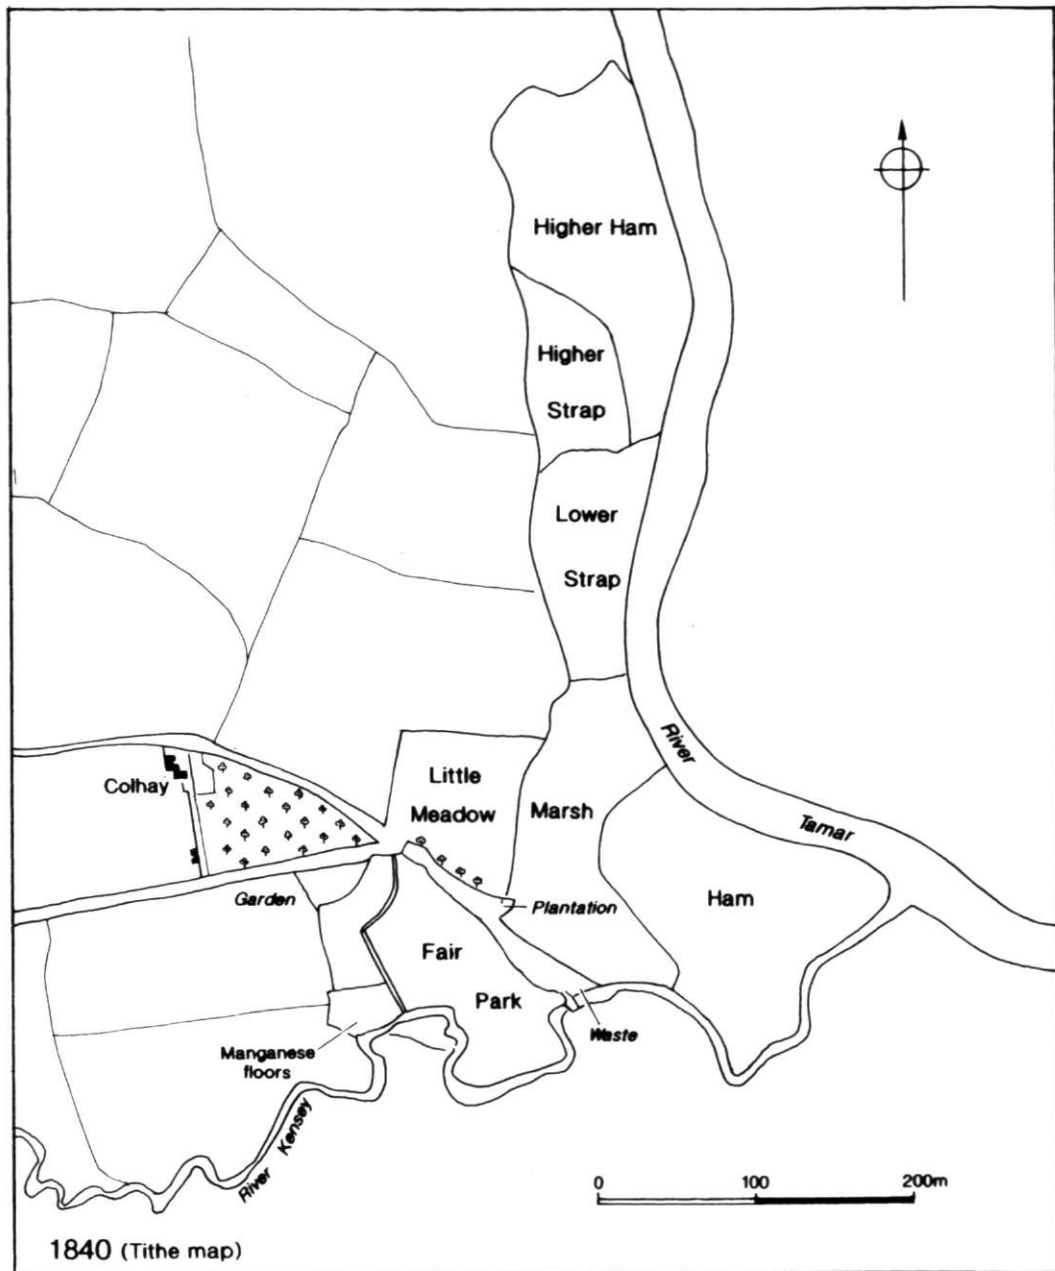 Higher Ham
Higher
Strap
Lower
Strap
Colhay
Little
Meadow
Marsh
River
Tamar
Garden
Plantation
Ham
Fair
Park
Waste
Manganese
floors
River Kensey
0 100 200m
1840 (Tithe map)